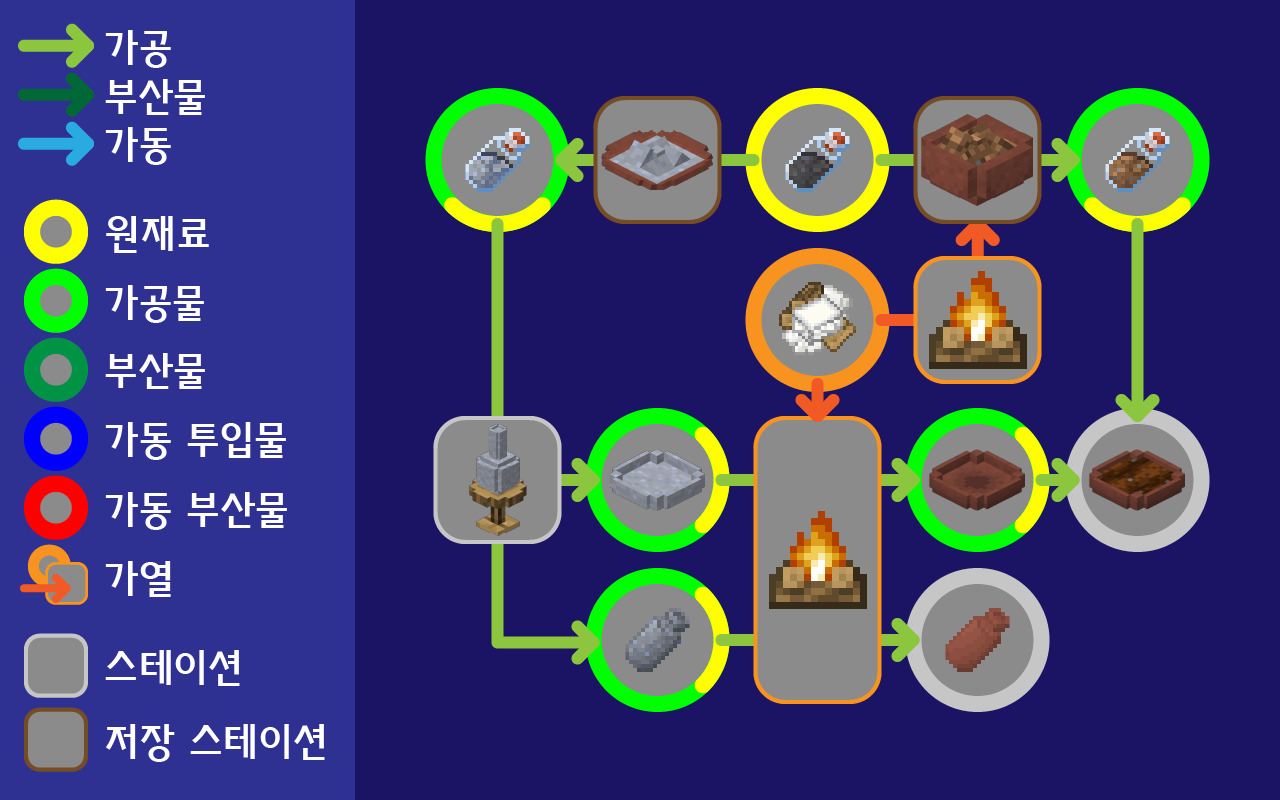 가공
부산물
가동
원재료
가공물
부산물
가동 투입물
가동 부산물
가열
스테이션
저장 스테이션